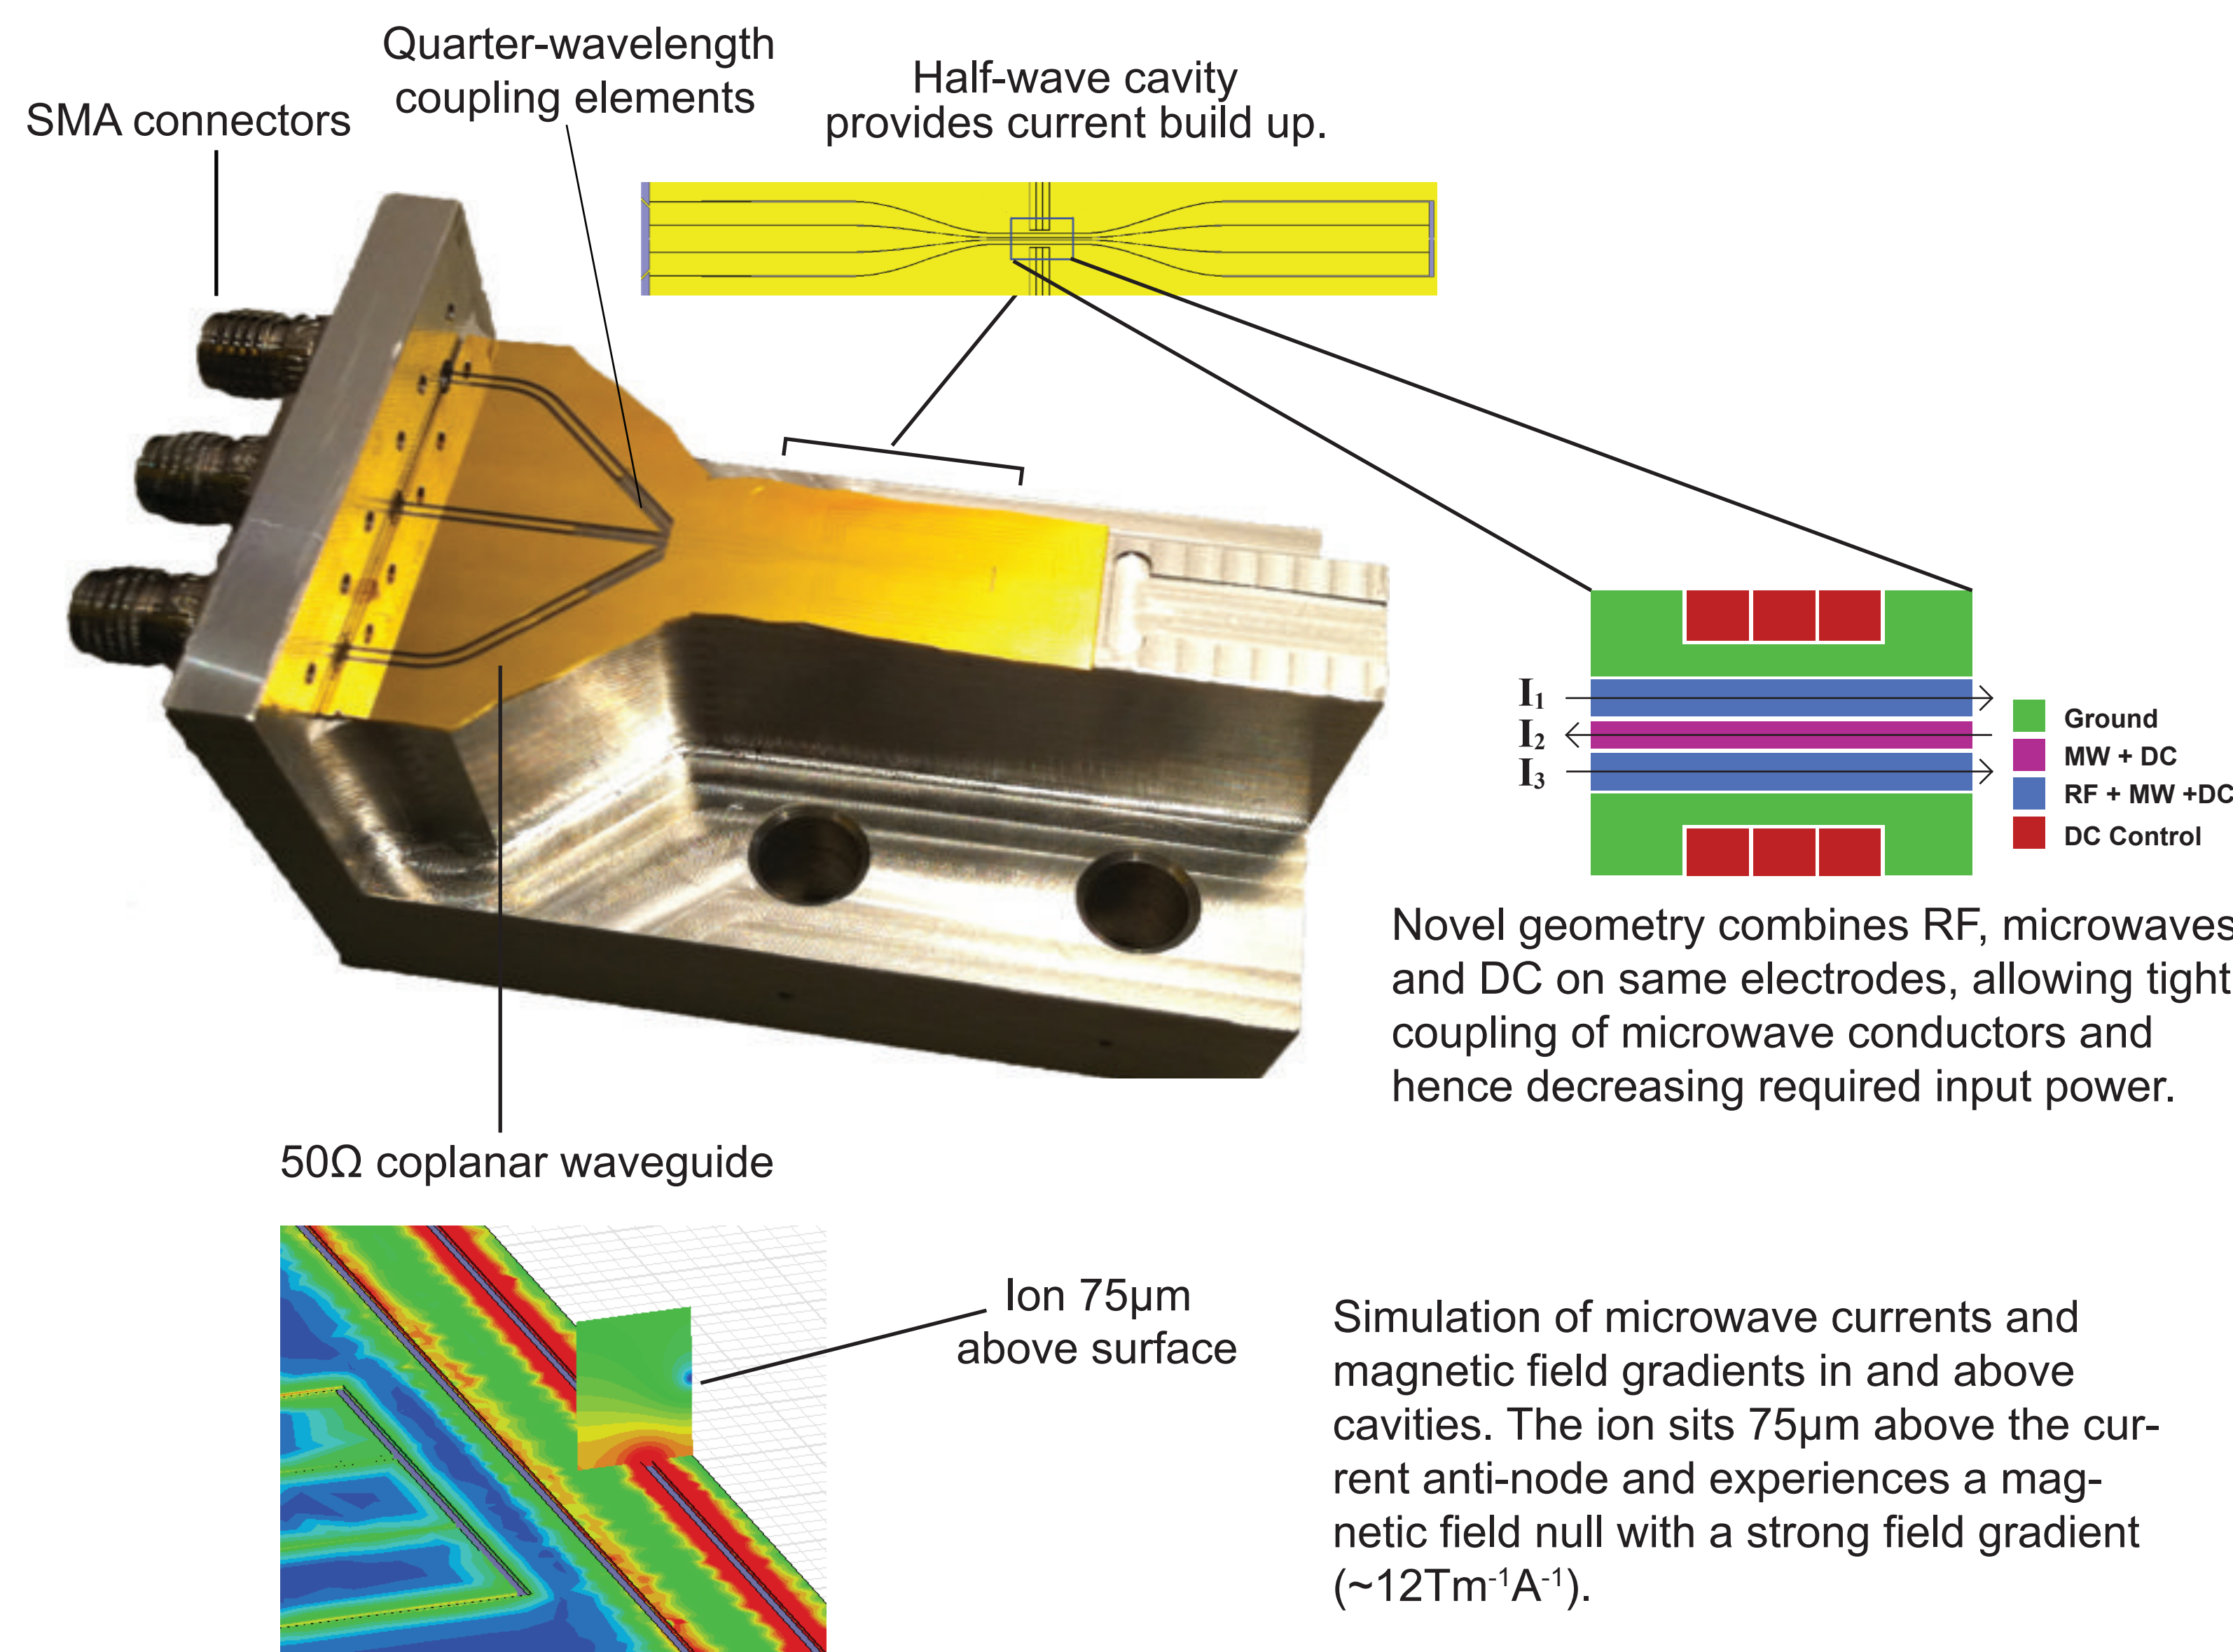 Quarter-wavelength
coupling elements
SMA connectors
Half-wave cavity
provides current build up.
I₁
I₂
I₃
Ground
MW + DC
RF + MW +DC
DC Control
Novel geometry combines RF, microwaves
and DC on same electrodes, allowing tight
coupling of microwave conductors and
hence decreasing required input power.
50Ω coplanar waveguide
Ion 75µm
above surface
Simulation of microwave currents and
magnetic field gradients in and above
cavities. The ion sits 75µm above the cur-
rent anti-node and experiences a mag-
netic field null with a strong field gradient
(~12Tm⁻¹A⁻¹).